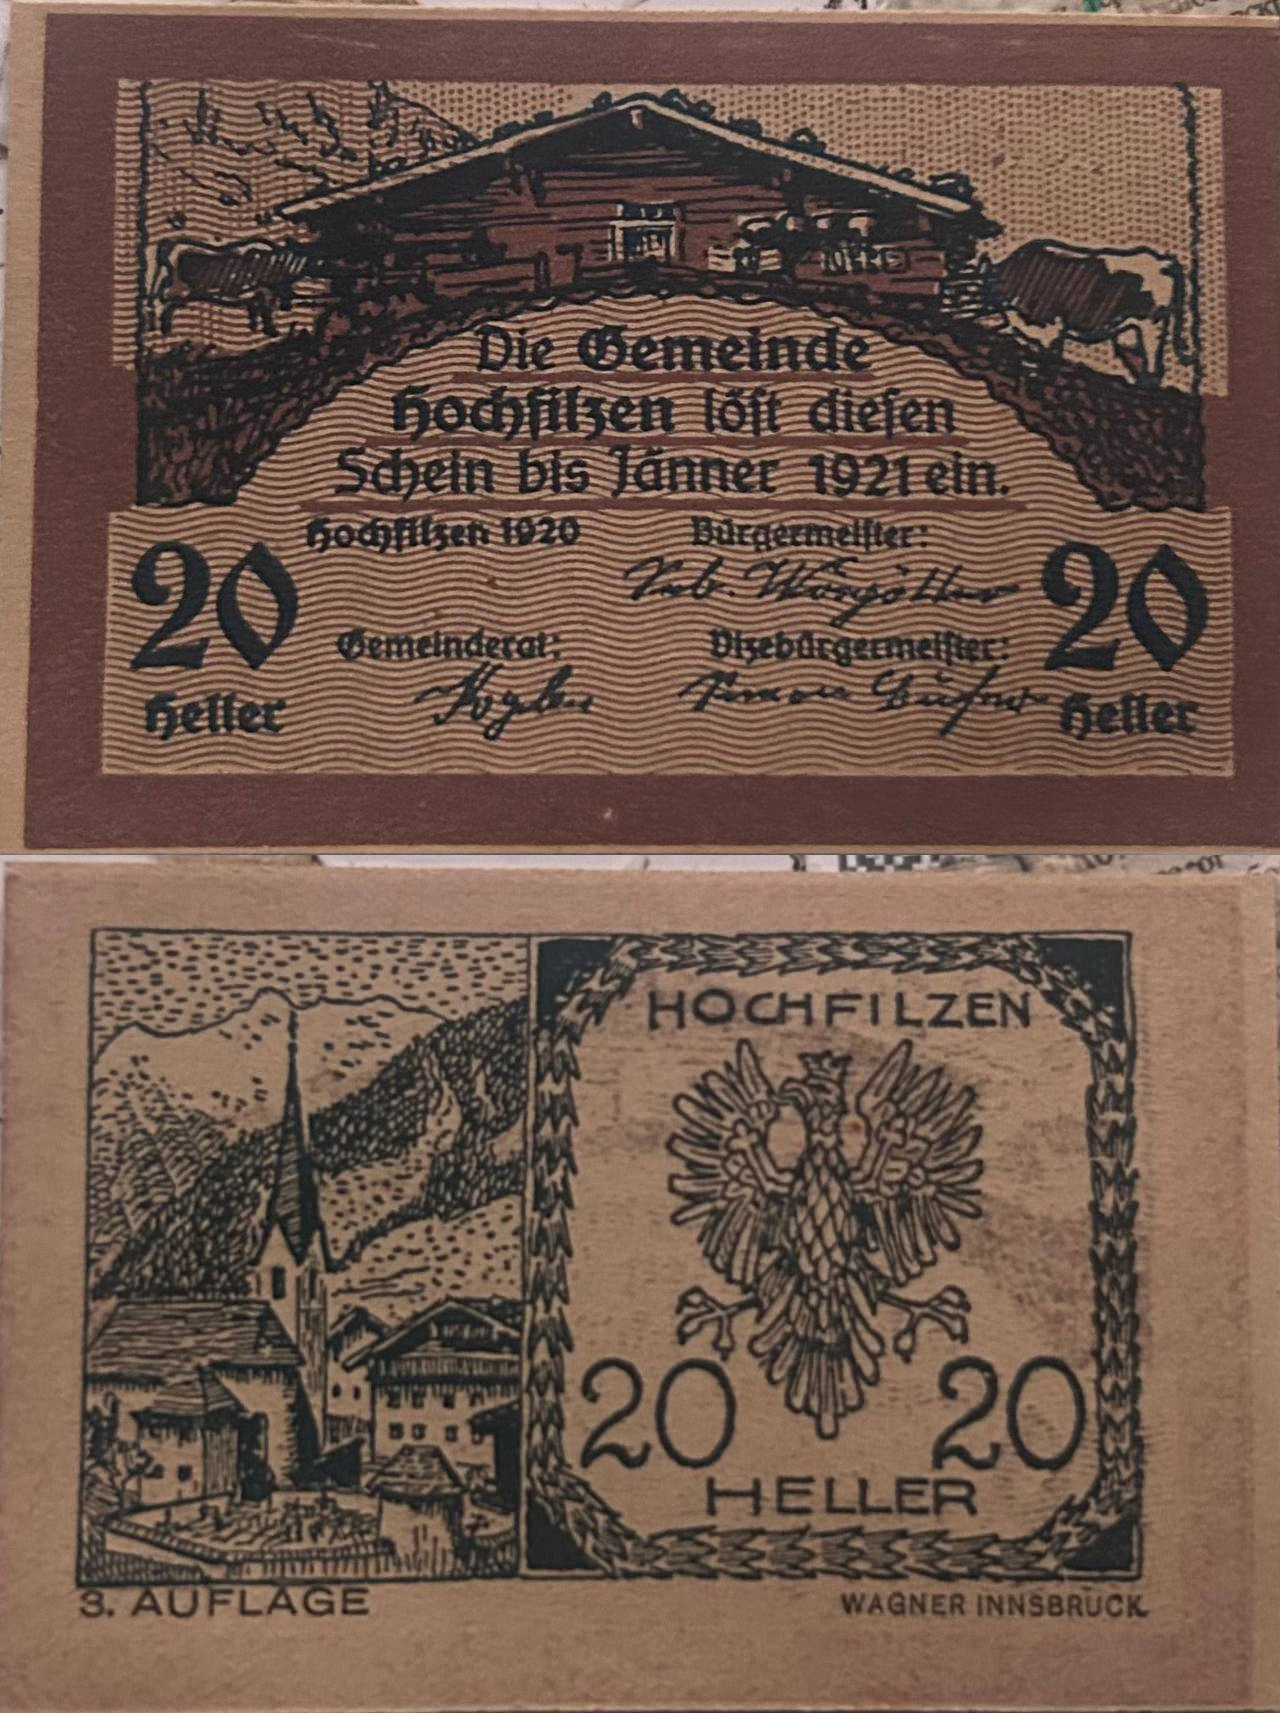 Die Gemeinde
Hochfilzen löſt dieſen
Schein bis Jänner 1921 ein.
Hochfilzen 1920 Bürgermeiſter:
20 20
Gemeinderat: Vizebürgermeiſter:
Heller Heller
HOCHFILZEN
20 20
HELLER
3. AUFLAGE WAGNER INNSBRUCK